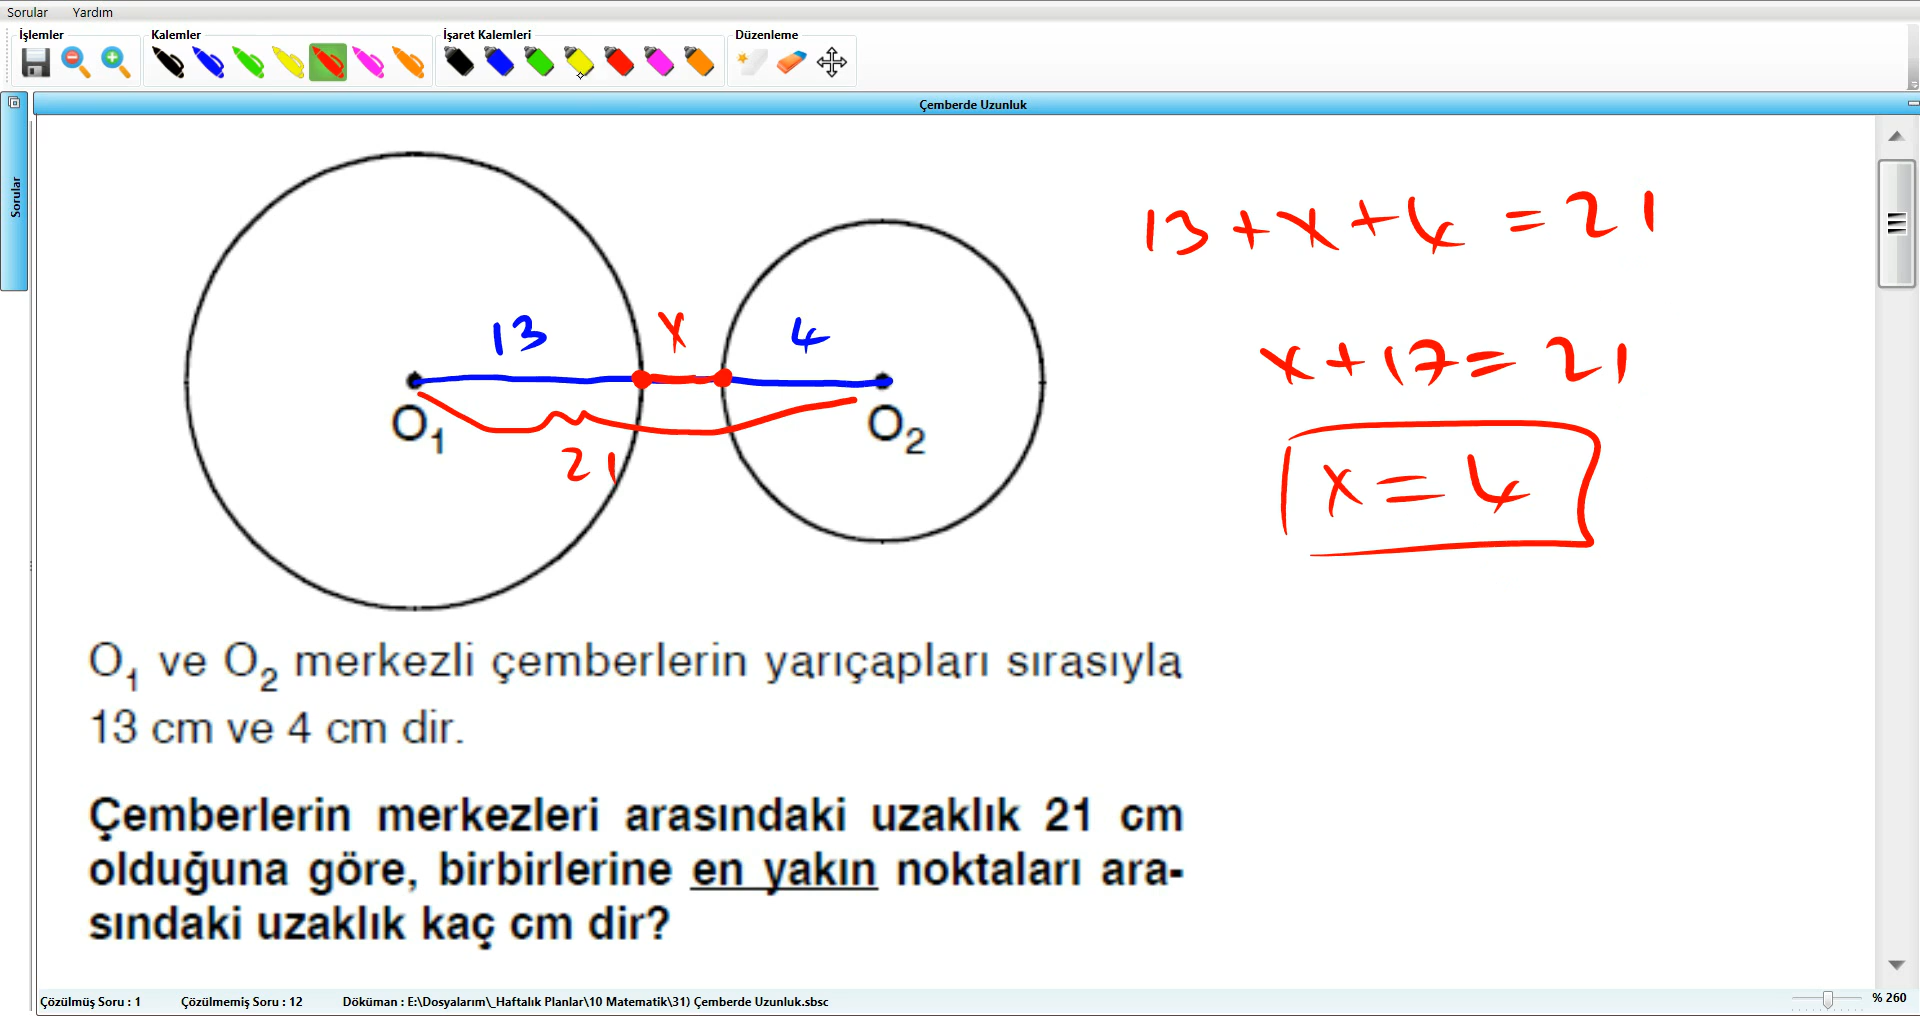 Sorular Yardım
İşlemler Kalemler İşaret Kalemleri Düzenleme
Çemberde Uzunluk
Sorular
13 x 4
O₁ O₂
21
13 + x + 4 = 21
x + 17 = 21
x = 4
O₁ ve O₂ merkezli çemberlerin yarıçapları sırasıyla
13 cm ve 4 cm dir.
Çemberlerin merkezleri arasındaki uzaklık 21 cm
olduğuna göre, birbirlerine en yakın noktaları ara-
sındaki uzaklık kaç cm dir?
Çözülmüş Soru : 1 Çözülmemiş Soru : 12 Döküman : E:\Dosyalarım\_Haftalık Planlar\10 Matematik\31) Çemberde Uzunluk.sbsc % 260